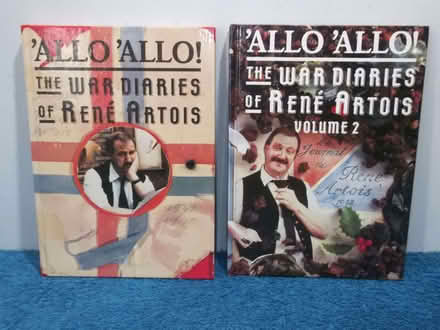 'ALLO 'ALLO!
THE WAR DIARIES
OF RENÉ ARTOIS
'ALLO 'ALLO!
THE WAR DIARIES
OF RENÉ ARTOIS
VOLUME 2
Journal
René
Artois